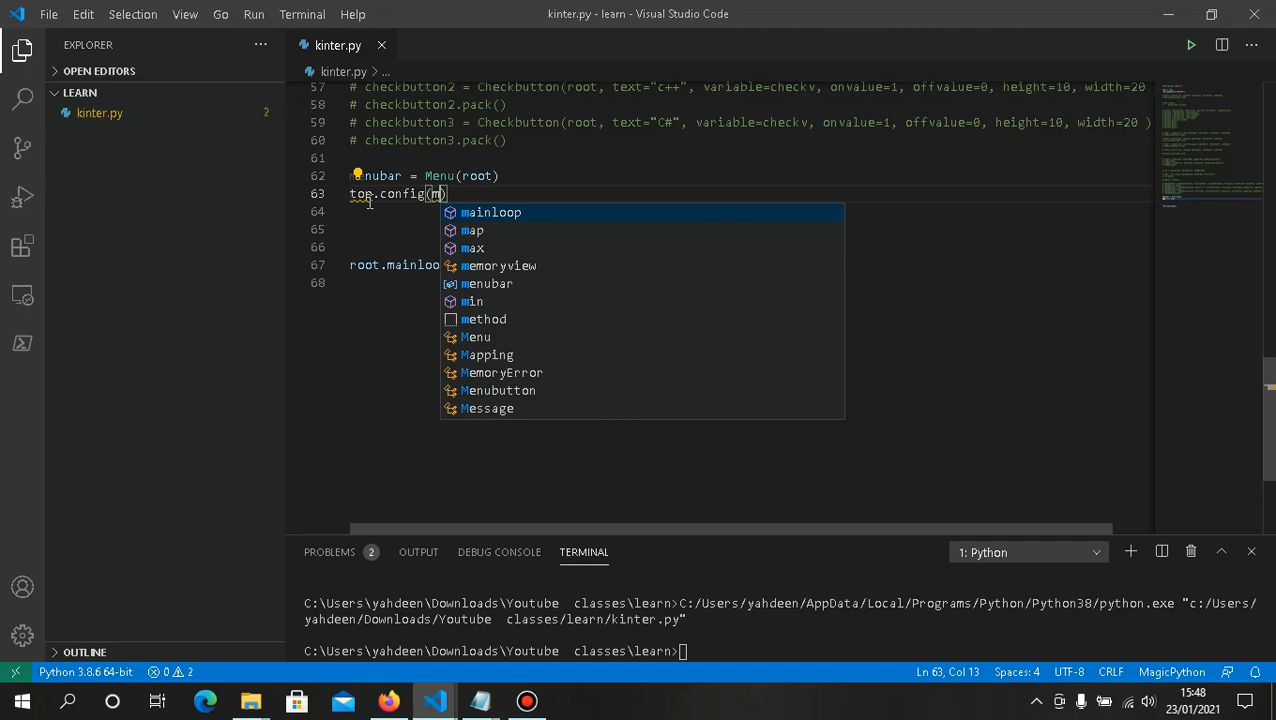 File Edit Selection View Go Run Terminal Help kinter.py - learn - Visual Studio Code
EXPLORER
kinter.py
OPEN EDITORS
kinter.py > ...
LEARN
kinter.py 2
57 # checkbutton2 = Checkbutton(root, text="c++", variable=checkv, onvalue=1, offvalue=0, height=10, width=20
58 # checkbutton2.pack()
59 # checkbutton3 = Checkbutton(root, text="C#", variable=checkv, onvalue=1, offvalue=0, height=10, width=20 )
60 # checkbutton3.pack()
61
62 nubar = Menu(root)
63 top.config(m
64
65
66
67 root.mainloo
68
mainloop
map
max
memoryview
menubar
min
method
Menu
Mapping
MemoryError
Menubutton
Message
PROBLEMS 2 OUTPUT DEBUG CONSOLE TERMINAL 1: Python
C:\Users\yahdeen\Downloads\Youtube classes\learn>C:/Users/yahdeen/AppData/Local/Programs/Python/Python38/python.exe "c:/Users/
yahdeen/Downloads/Youtube classes/learn/kinter.py"
C:\Users\yahdeen\Downloads\Youtube classes\learn>
OUTLINE
Python 3.8.6 64-bit 0 2 Ln 63, Col 13 Spaces: 4 UTF-8 CRLF MagicPython
15:48
23/01/2021